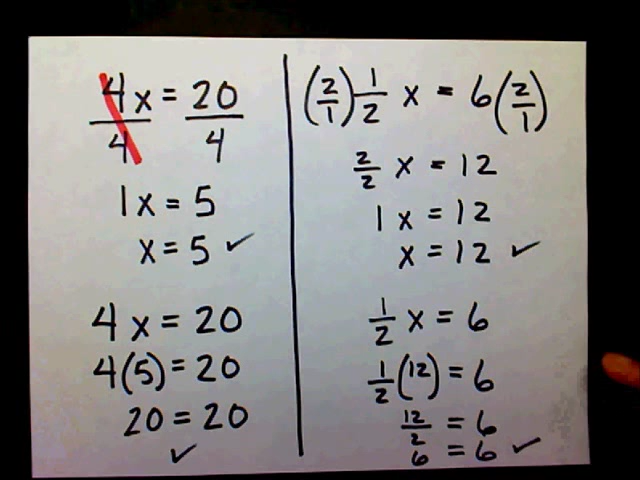 4x = 20
4 4
1x = 5
x = 5 ✓
4x = 20
4(5) = 20
20 = 20
✓
(2/1) 1/2 x = 6 (2/1)
2/2 x = 12
1x = 12
x = 12 ✓
1/2 x = 6
1/2 (12) = 6
12/2 = 6
6 = 6 ✓